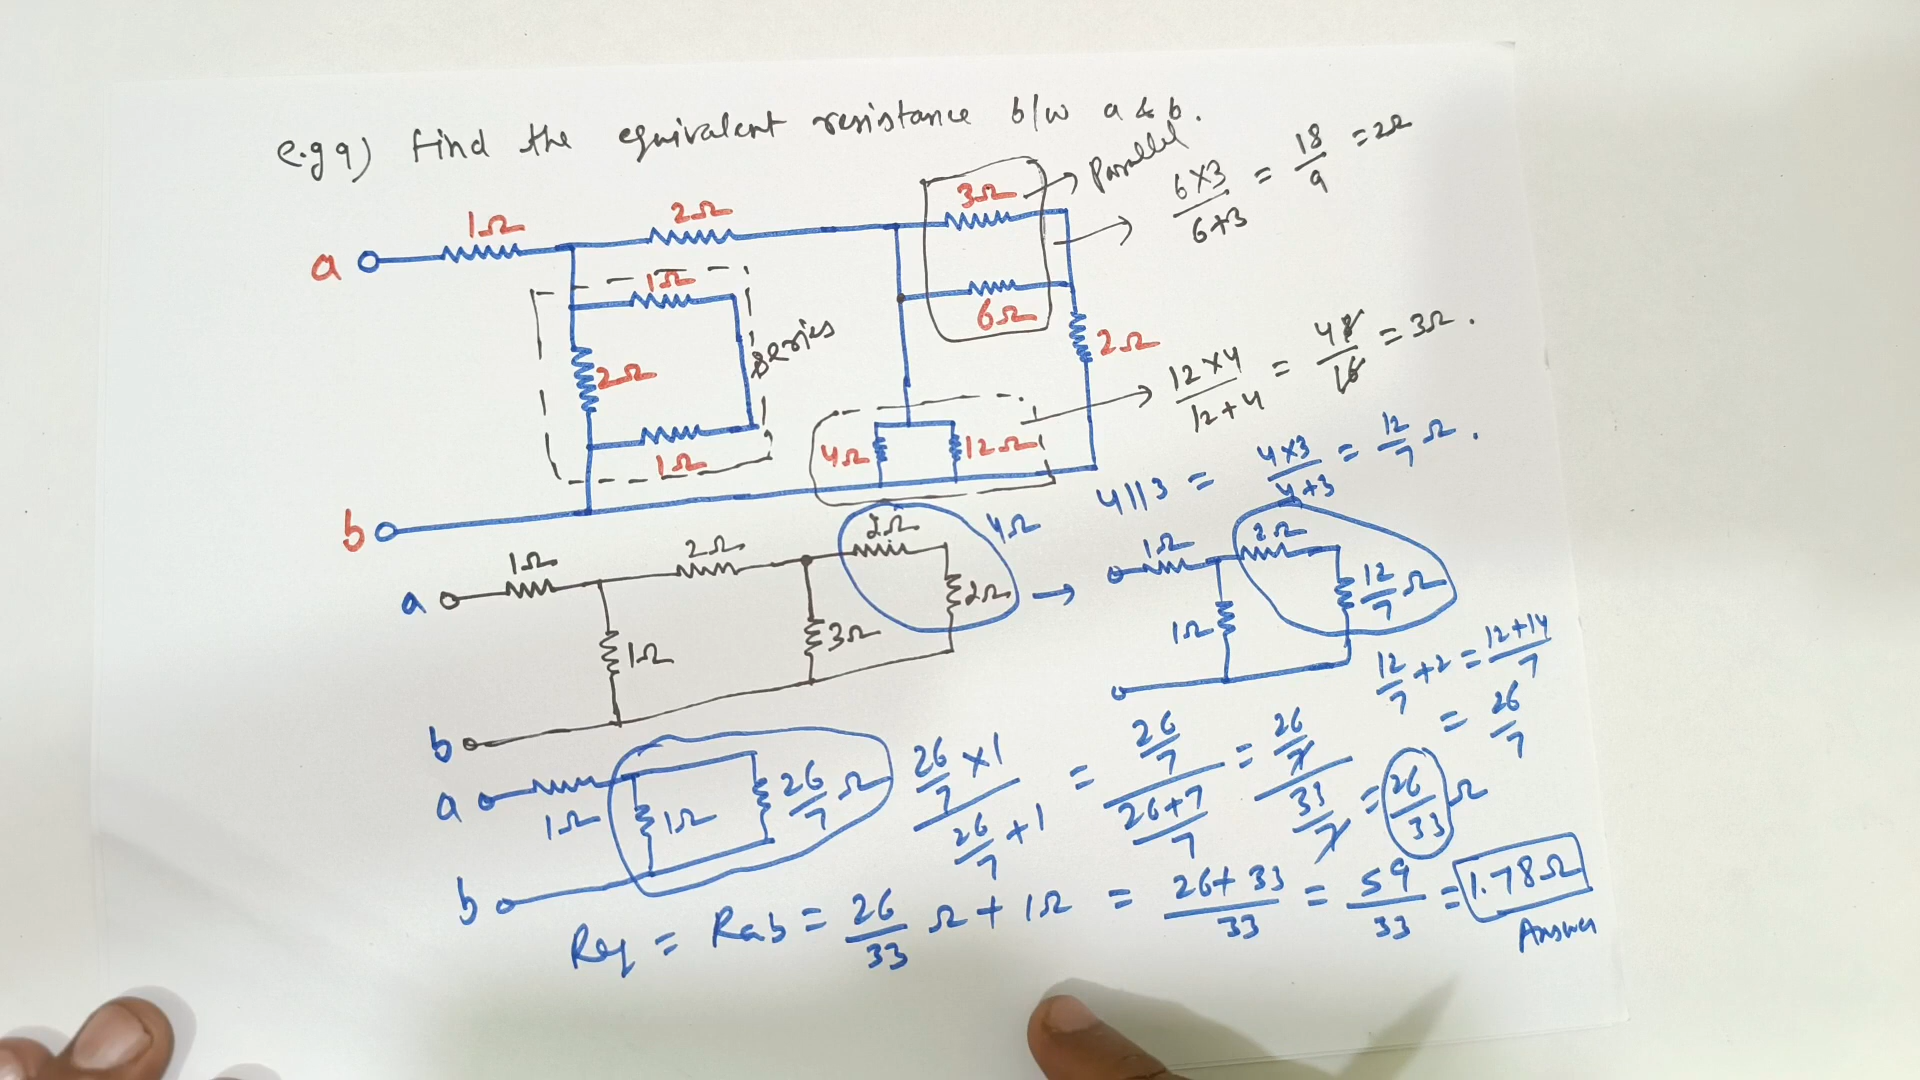 e.g 9) Find the equivalent resistance b/w a & b.
Parallel
6×3/6+3 = 18/9 = 2Ω
a 1Ω 2Ω 3Ω
1Ω 6Ω
2Ω series 2Ω
12×4/12+4 = 48/16 = 3Ω.
1Ω 4Ω 12Ω
b
4||3 = 4×3/4+3 = 12/7 Ω.
a 1Ω 2Ω 2Ω 4Ω
1Ω 3Ω 2Ω →
b
1Ω 2Ω
1Ω 12/7 Ω
12/7 + 2 = 12+14/7
= 26/7
a 1Ω 1Ω 26/7 Ω
b
26/7 ×1 / 26/7 +1 = 26/7 / 26+7/7 = 26/7 / 33/7 = 26/33 Ω
Req = Rab = 26/33 Ω + 1Ω = 26+33/33 = 59/33 = 1.78Ω
Answer